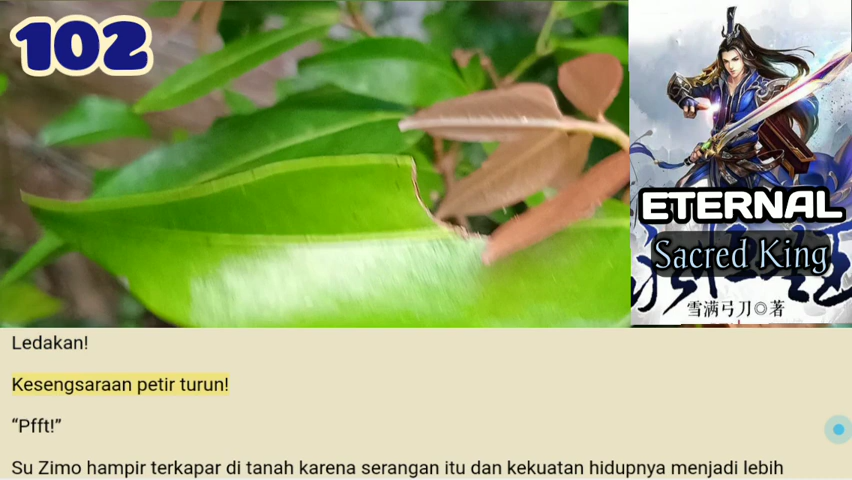 102
ETERNAL
Sacred King
雪满弓刀◎著
Ledakan!
Kesengsaraan petir turun!
“Pfft!”
Su Zimo hampir terkapar di tanah karena serangan itu dan kekuatan hidupnya menjadi lebih